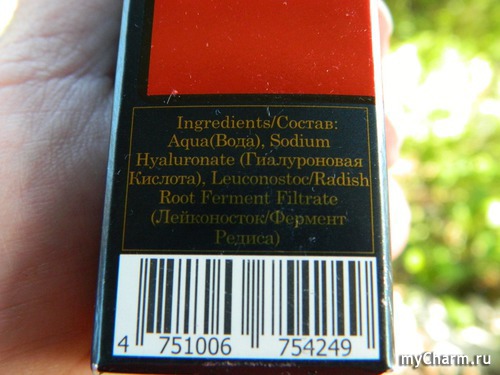 Ingredients/Состав:
Aqua(Вода), Sodium
Hyaluronate (Гиалуроновая
Кислота), Leuconostoc/Radish
Root Ferment Filtrate
(Лейконосток/Фермент
Редиса)
4 751006 754249
myCharm.ru